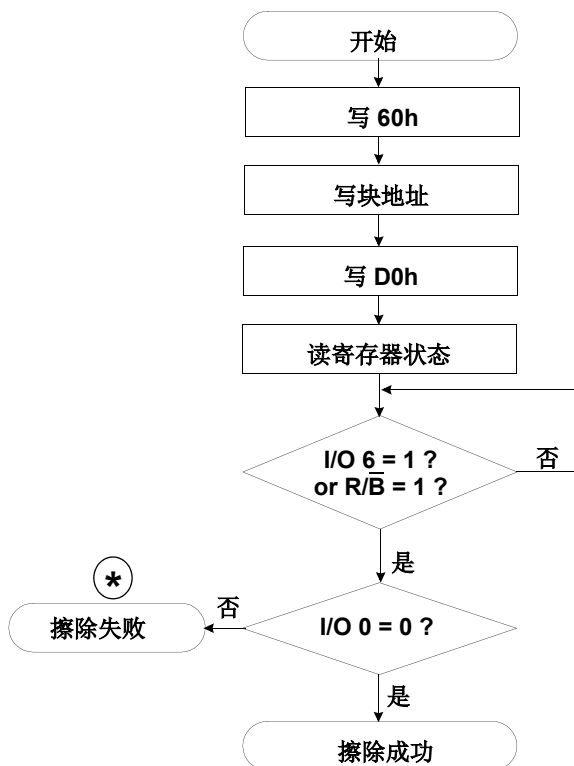 开始
写 60h
写块地址
写 D0h
读寄存器状态
I/O 6 = 1 ?
or R/B̅ = 1 ?
否
是
*
否
擦除失败
I/O 0 = 0 ?
是
擦除成功